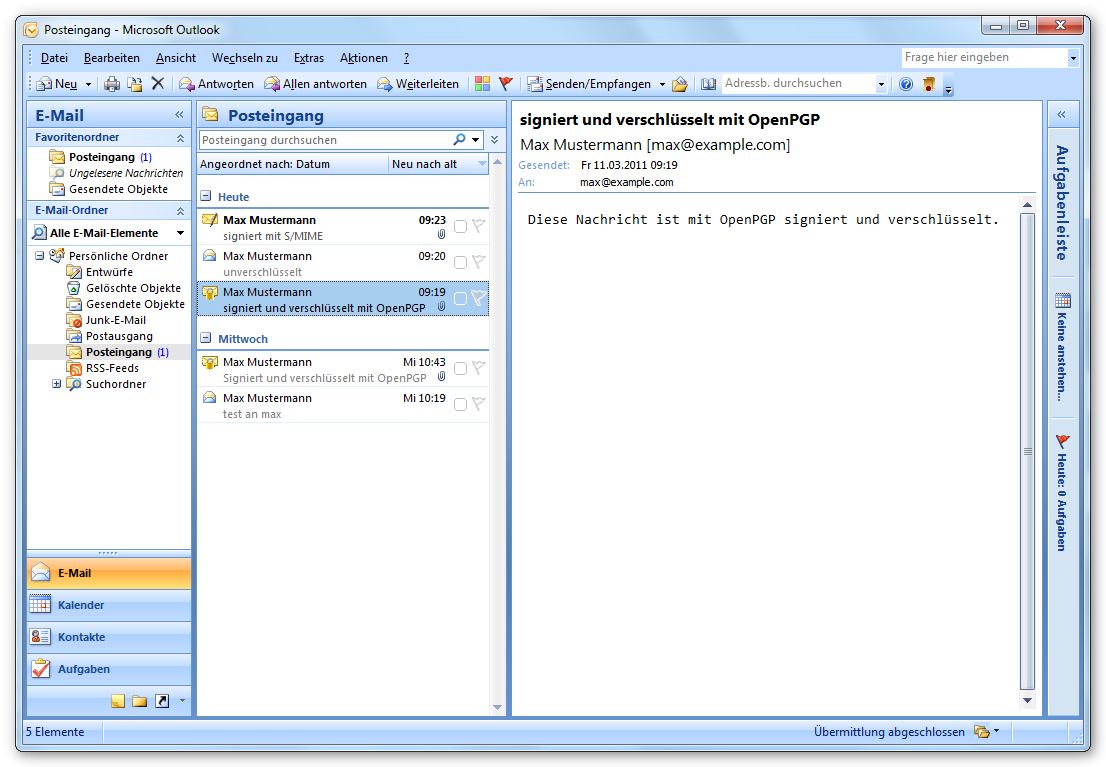 Posteingang - Microsoft Outlook
Datei Bearbeiten Ansicht Wechseln zu Extras Aktionen ?
Frage hier eingeben
Neu Antworten Allen antworten Weiterleiten Senden/Empfangen Adressb. durchsuchen
E-Mail
Favoritenordner
Posteingang (1)
Ungelesene Nachrichten
Gesendete Objekte
E-Mail-Ordner
Alle E-Mail-Elemente
Persönliche Ordner
Entwürfe
Gelöschte Objekte
Gesendete Objekte
Junk-E-Mail
Postausgang
Posteingang (1)
RSS-Feeds
Suchordner
E-Mail
Kalender
Kontakte
Aufgaben
Posteingang
Posteingang durchsuchen
Angeordnet nach: Datum Neu nach alt
Heute
Max Mustermann 09:23
signiert mit S/MIME
Max Mustermann 09:20
unverschlüsselt
Max Mustermann 09:19
signiert und verschlüsselt mit OpenPGP
Mittwoch
Max Mustermann Mi 10:43
Signiert und verschlüsselt mit OpenPGP
Max Mustermann Mi 10:19
test an max
signiert und verschlüsselt mit OpenPGP
Max Mustermann [max@example.com]
Gesendet: Fr 11.03.2011 09:19
An: max@example.com
Diese Nachricht ist mit OpenPGP signiert und verschlüsselt.
Aufgabenleiste
Keine anstehen...
Heute: 0 Aufgaben
5 Elemente
Übermittlung abgeschlossen